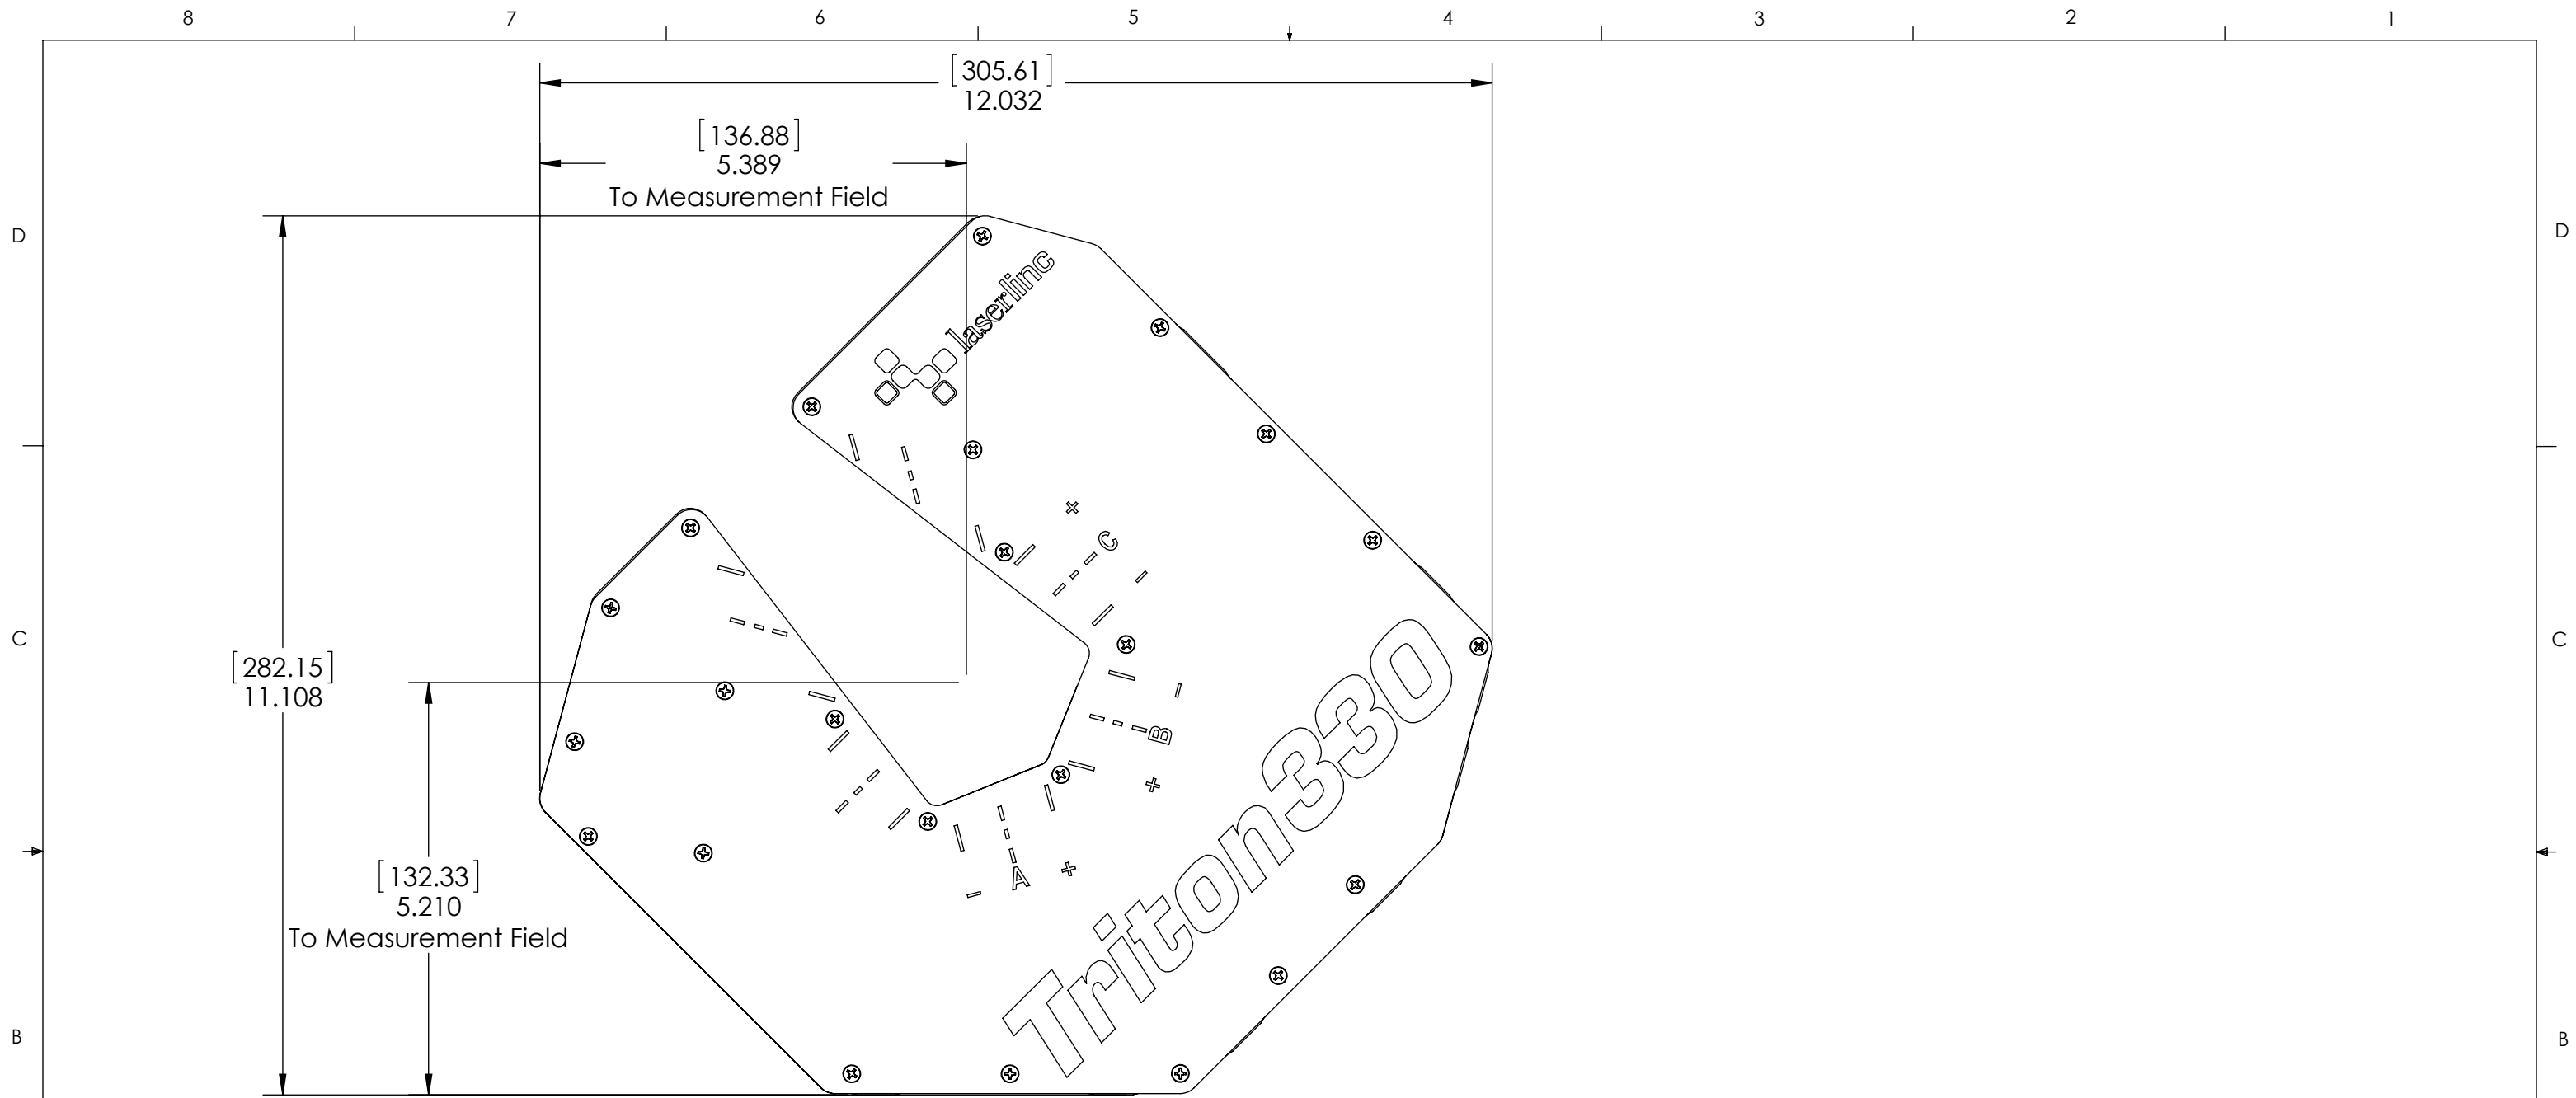 8 7 6 5 4 3 2 1
[305.61]
12.032
[136.88]
5.389
To Measurement Field
D D
laserlinc
+
C
-
C C
[282.15]
11.108
-
B
+
[132.33]
5.210
To Measurement Field
- A +
Triton330
B B